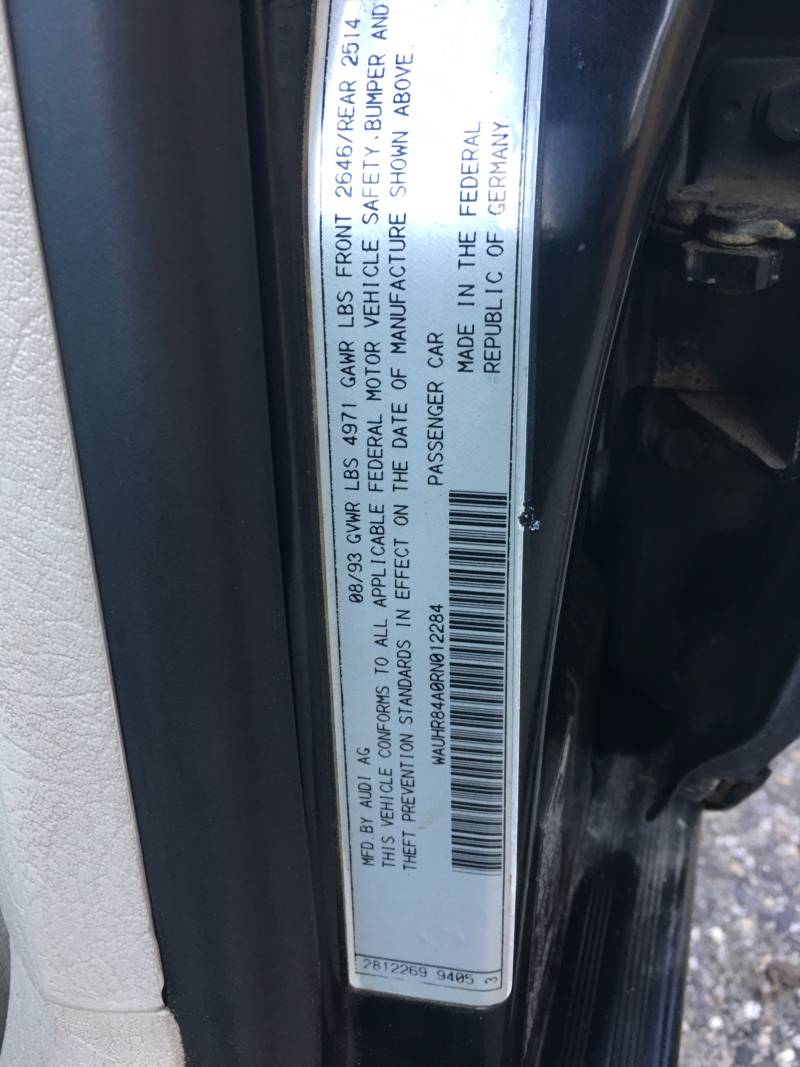 MFD.BY AUDI AG 08/93 GVWR LBS 4971 GAWR LBS FRONT 2646/REAR 2514
THIS VEHICLE CONFORMS TO ALL APPLICABLE FEDERAL MOTOR VEHICLE SAFETY.BUMPER AND
THEFT PREVENTION STANDARDS IN EFFECT ON THE DATE OF MANUFACTURE SHOWN ABOVE.
WAUHR84A0RN012284 PASSENGER CAR
MADE IN THE FEDERAL
REPUBLIC OF GERMANY
2812269 9405 3